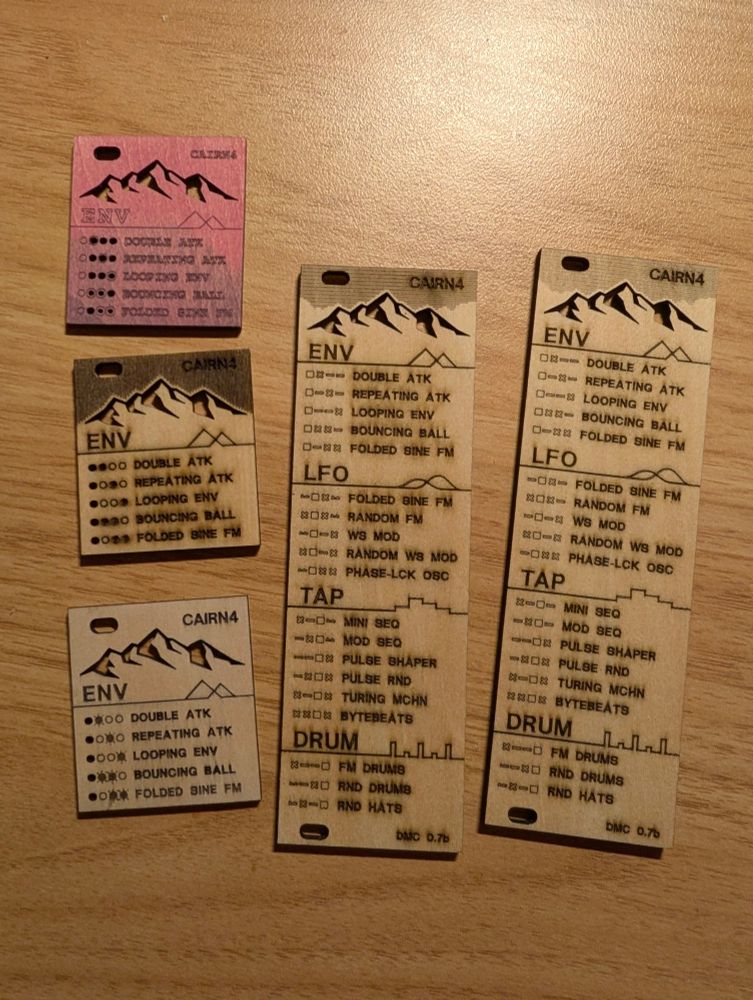 CAIRN4
ENV
DOUBLE ATK
REPEATING ATK
LOOPING ENV
BOUNCING BALL
FOLDED SINE FM
CAIRN4
ENV
DOUBLE ATK
REPEATING ATK
LOOPING ENV
BOUNCING BALL
FOLDED SINE FM
CAIRN4
ENV
DOUBLE ATK
REPEATING ATK
LOOPING ENV
BOUNCING BALL
FOLDED SINE FM
CAIRN4
ENV
DOUBLE ATK
REPEATING ATK
LOOPING ENV
BOUNCING BALL
FOLDED SINE FM
LFO
FOLDED SINE FM
RANDOM FM
WS MOD
RANDOM WS MOD
PHASE-LCK OSC
TAP
MINI SEQ
MOD SEQ
PULSE SHAPER
PULSE RND
TURING MCHN
BYTEBEATS
DRUM
FM DRUMS
RND DRUMS
RND HATS
DMC 0.7b
CAIRN4
ENV
DOUBLE ATK
REPEATING ATK
LOOPING ENV
BOUNCING BALL
FOLDED SINE FM
LFO
FOLDED SINE FM
RANDOM FM
WS MOD
RANDOM WS MOD
PHASE-LCK OSC
TAP
MINI SEQ
MOD SEQ
PULSE SHAPER
PULSE RND
TURING MCHN
BYTEBEATS
DRUM
FM DRUMS
RND DRUMS
RND HATS
DMC 0.7b